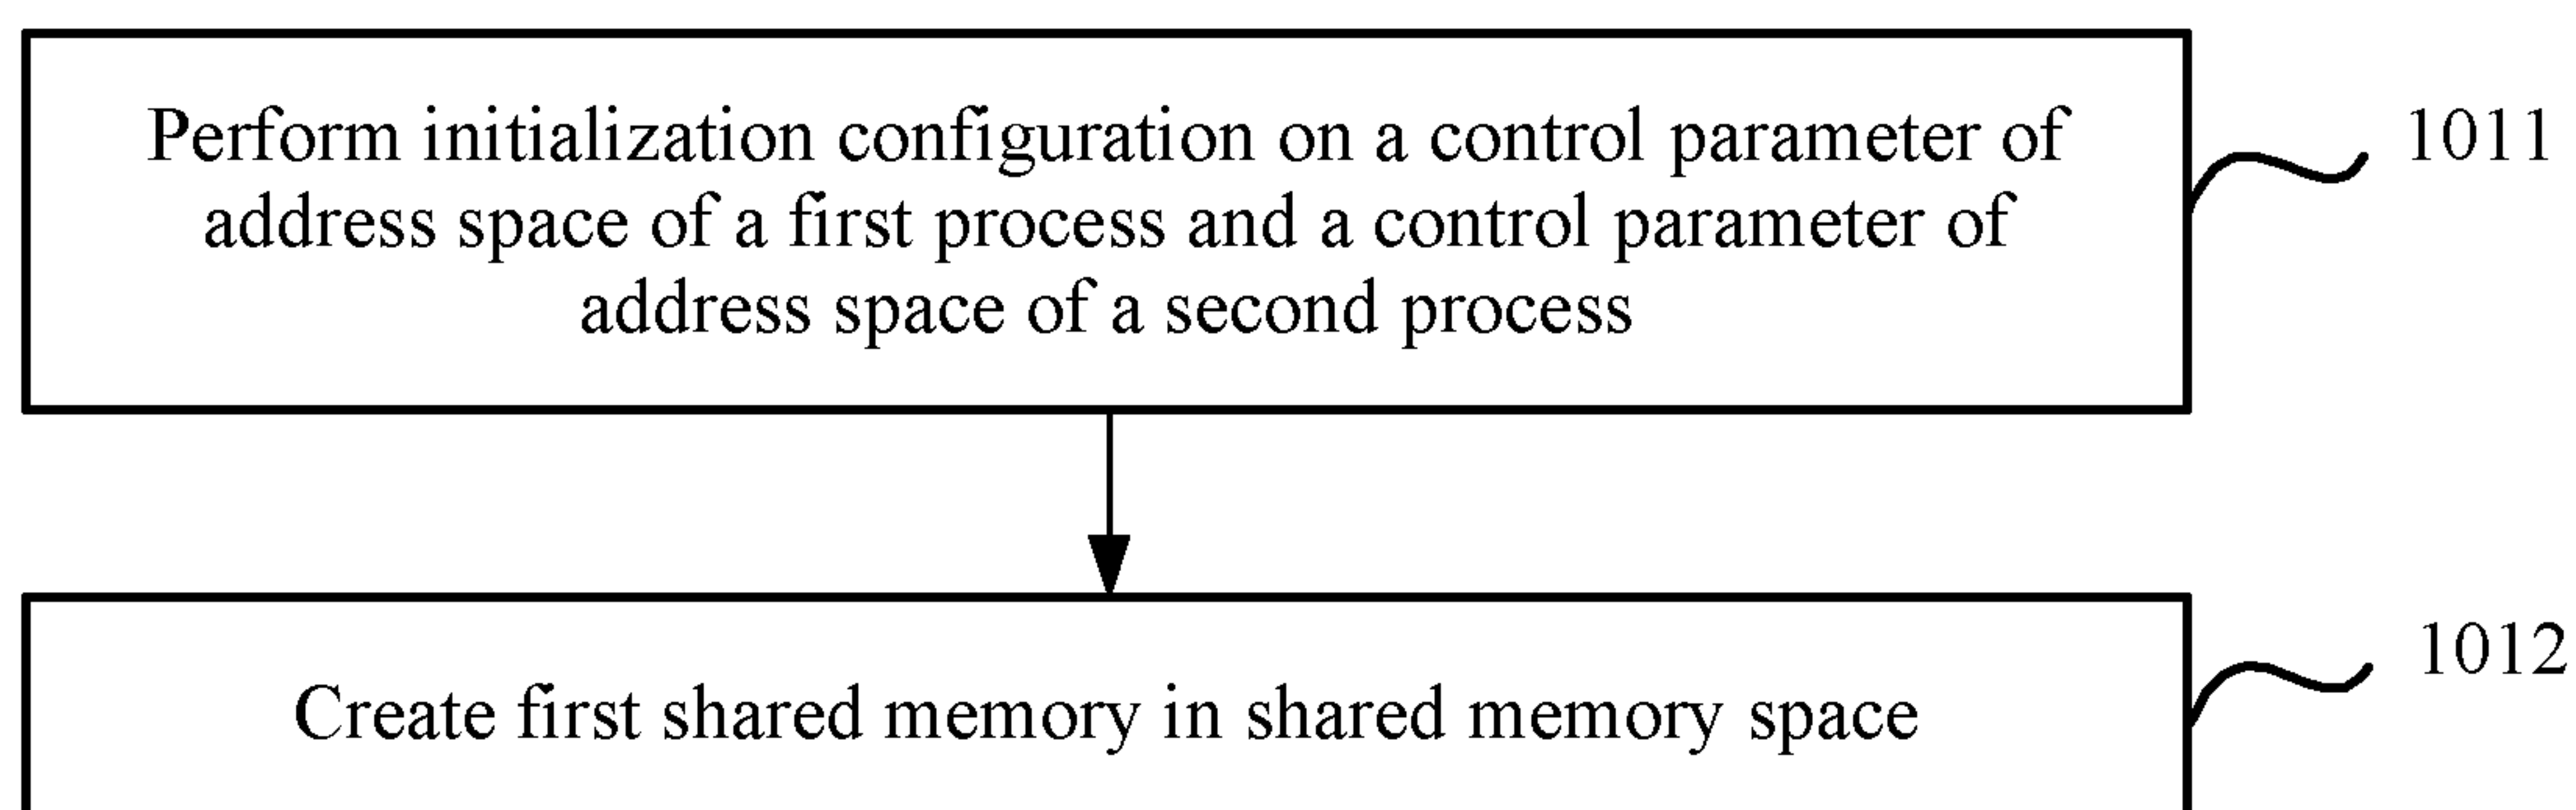 Perform initialization configuration on a control parameter of
address space of a first process and a control parameter of
address space of a second process
1011
Create first shared memory in shared memory space
1012